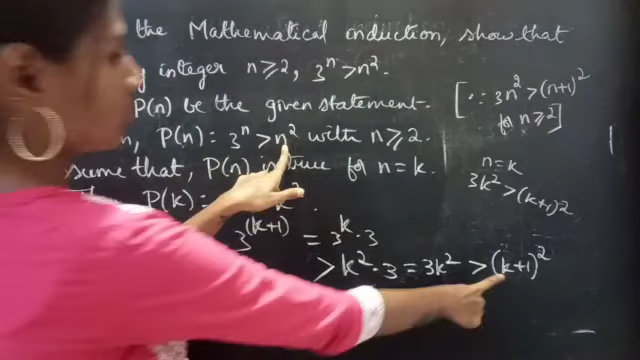 the Mathematical induction, show that
integer n≥2, 3ⁿ>n².
P(n) be the given statement.
P(n): 3ⁿ >n² with n≥2.
that, P(n) is true for n=k.
P(k): k².
3^(k+1) = 3^k·3
> k²·3 = 3k² > (k+1)²
[∵ 3n² >(n+1)²
for n≥2]
n=k
3k²>(k+1)2